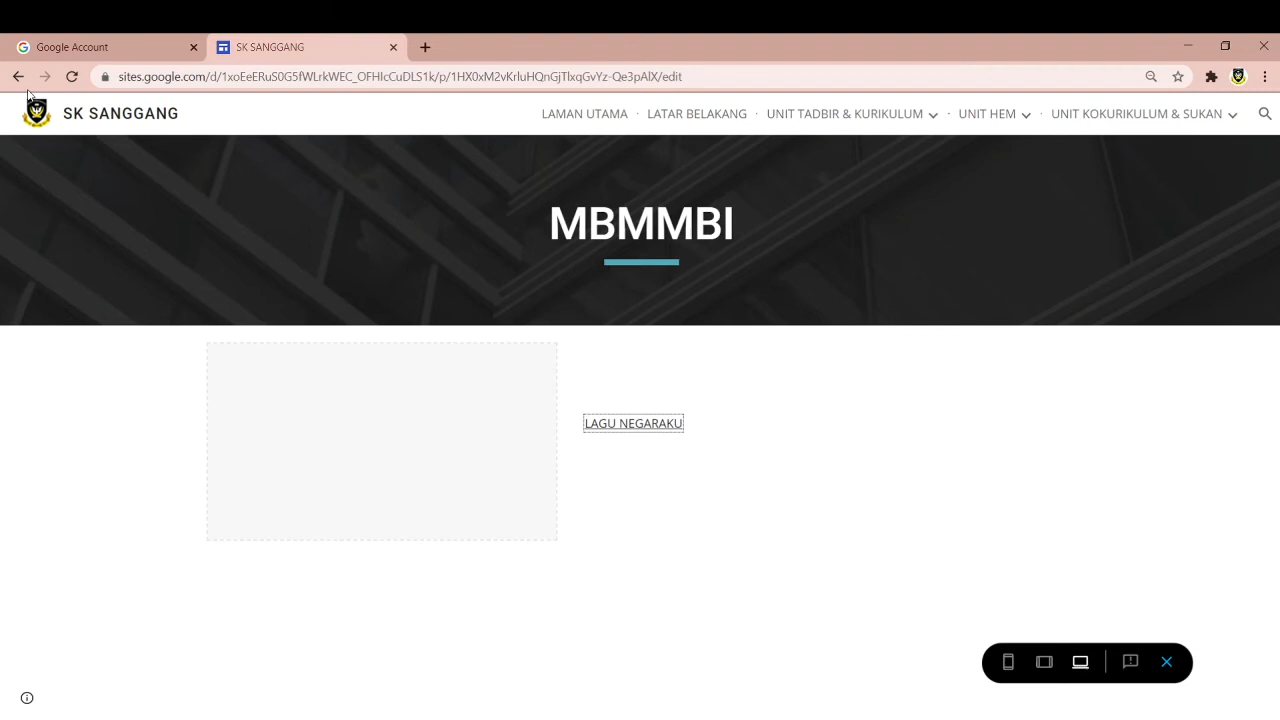 Google Account
SK SANGGANG
sites.google.com/d/1xoEeERuS0G5fWLrkWEC_OFHIcCuDLS1k/p/1HX0xM2vKrluHQnGjTlxqGvYz-Qe3pAlX/edit
SK SANGGANG
LAMAN UTAMA · LATAR BELAKANG · UNIT TADBIR & KURIKULUM · UNIT HEM · UNIT KOKURIKULUM & SUKAN
MBMMBI
LAGU NEGARAKU